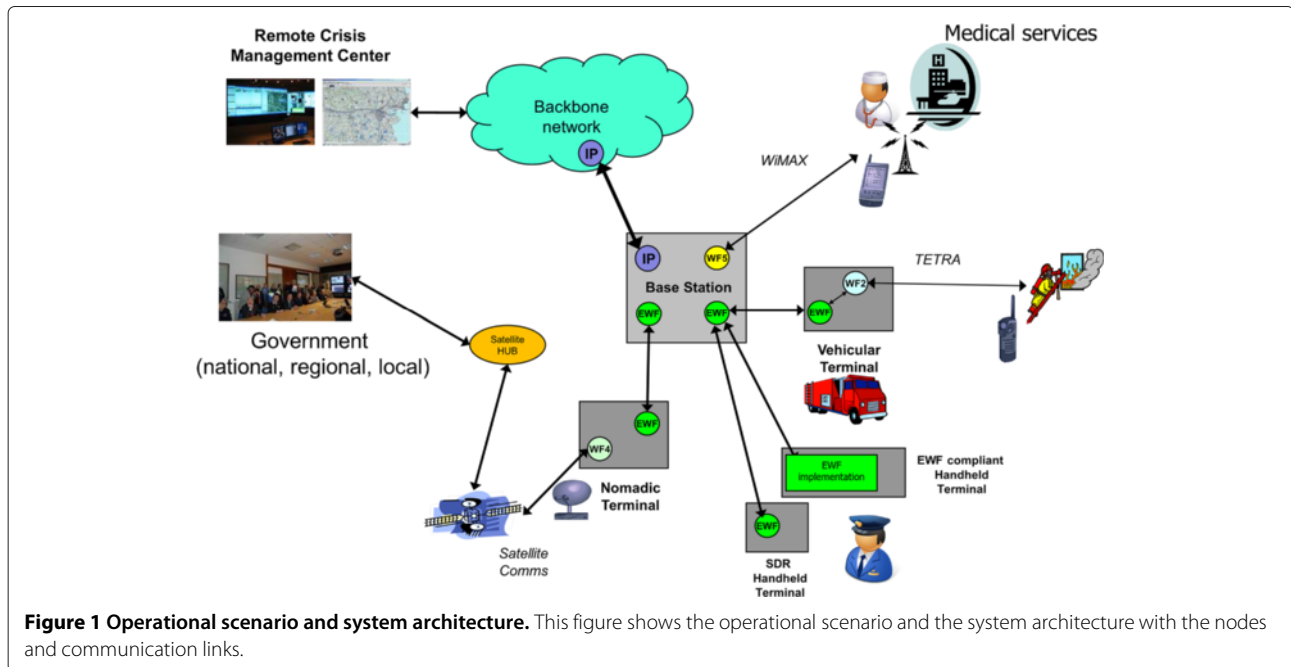 Remote Crisis
Management Center
Backbone
network
IP
Medical services
H
WiMAX
IP
WF5
Base Station
EWF
EWF
WF2
EWF
TETRA
Vehicular
Terminal
Government
(national, regional, local)
Satellite
HUB
EWF
WF4
Nomadic
Terminal
Satellite
Comms
EWF
implementation
EWF compliant
Handheld
Terminal
EWF
SDR
Handheld
Terminal
Figure 1 Operational scenario and system architecture. This figure shows the operational scenario and the system architecture with the nodes
and communication links.